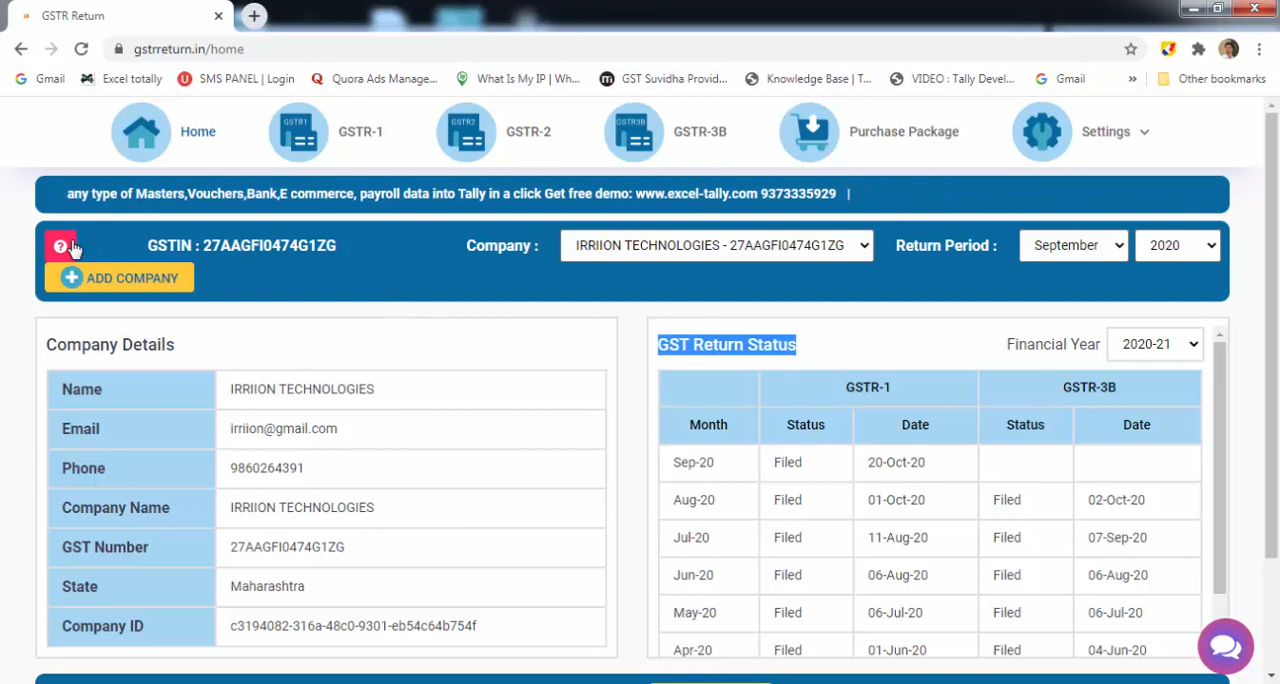 GSTR Return
gstrreturn.in/home
Gmail Excel totally SMS PANEL | Login Quora Ads Manage... What Is My IP | Wh... GST Suvidha Provid... Knowledge Base | T... VIDEO : Tally Devel... Gmail » Other bookmarks
Home GSTR1 GSTR-1 GSTR2 GSTR-2 GSTR3B GSTR-3B Purchase Package Settings
any type of Masters,Vouchers,Bank,E commerce, payroll data into Tally in a click Get free demo: www.excel-tally.com 9373335929 |
? GSTIN : 27AAGFI0474G1ZG Company : IRRIION TECHNOLOGIES - 27AAGFI0474G1ZG Return Period : September 2020
ADD COMPANY
Company Details
Name IRRIION TECHNOLOGIES
Email irriion@gmail.com
Phone 9860264391
Company Name IRRIION TECHNOLOGIES
GST Number 27AAGFI0474G1ZG
State Maharashtra
Company ID c3194082-316a-48c0-9301-eb54c64b754f
GST Return Status Financial Year 2020-21
GSTR-1 GSTR-3B
Month Status Date Status Date
Sep-20 Filed 20-Oct-20
Aug-20 Filed 01-Oct-20 Filed 02-Oct-20
Jul-20 Filed 11-Aug-20 Filed 07-Sep-20
Jun-20 Filed 06-Aug-20 Filed 06-Aug-20
May-20 Filed 06-Jul-20 Filed 06-Jul-20
Apr-20 Filed 01-Jun-20 Filed 04-Jun-20